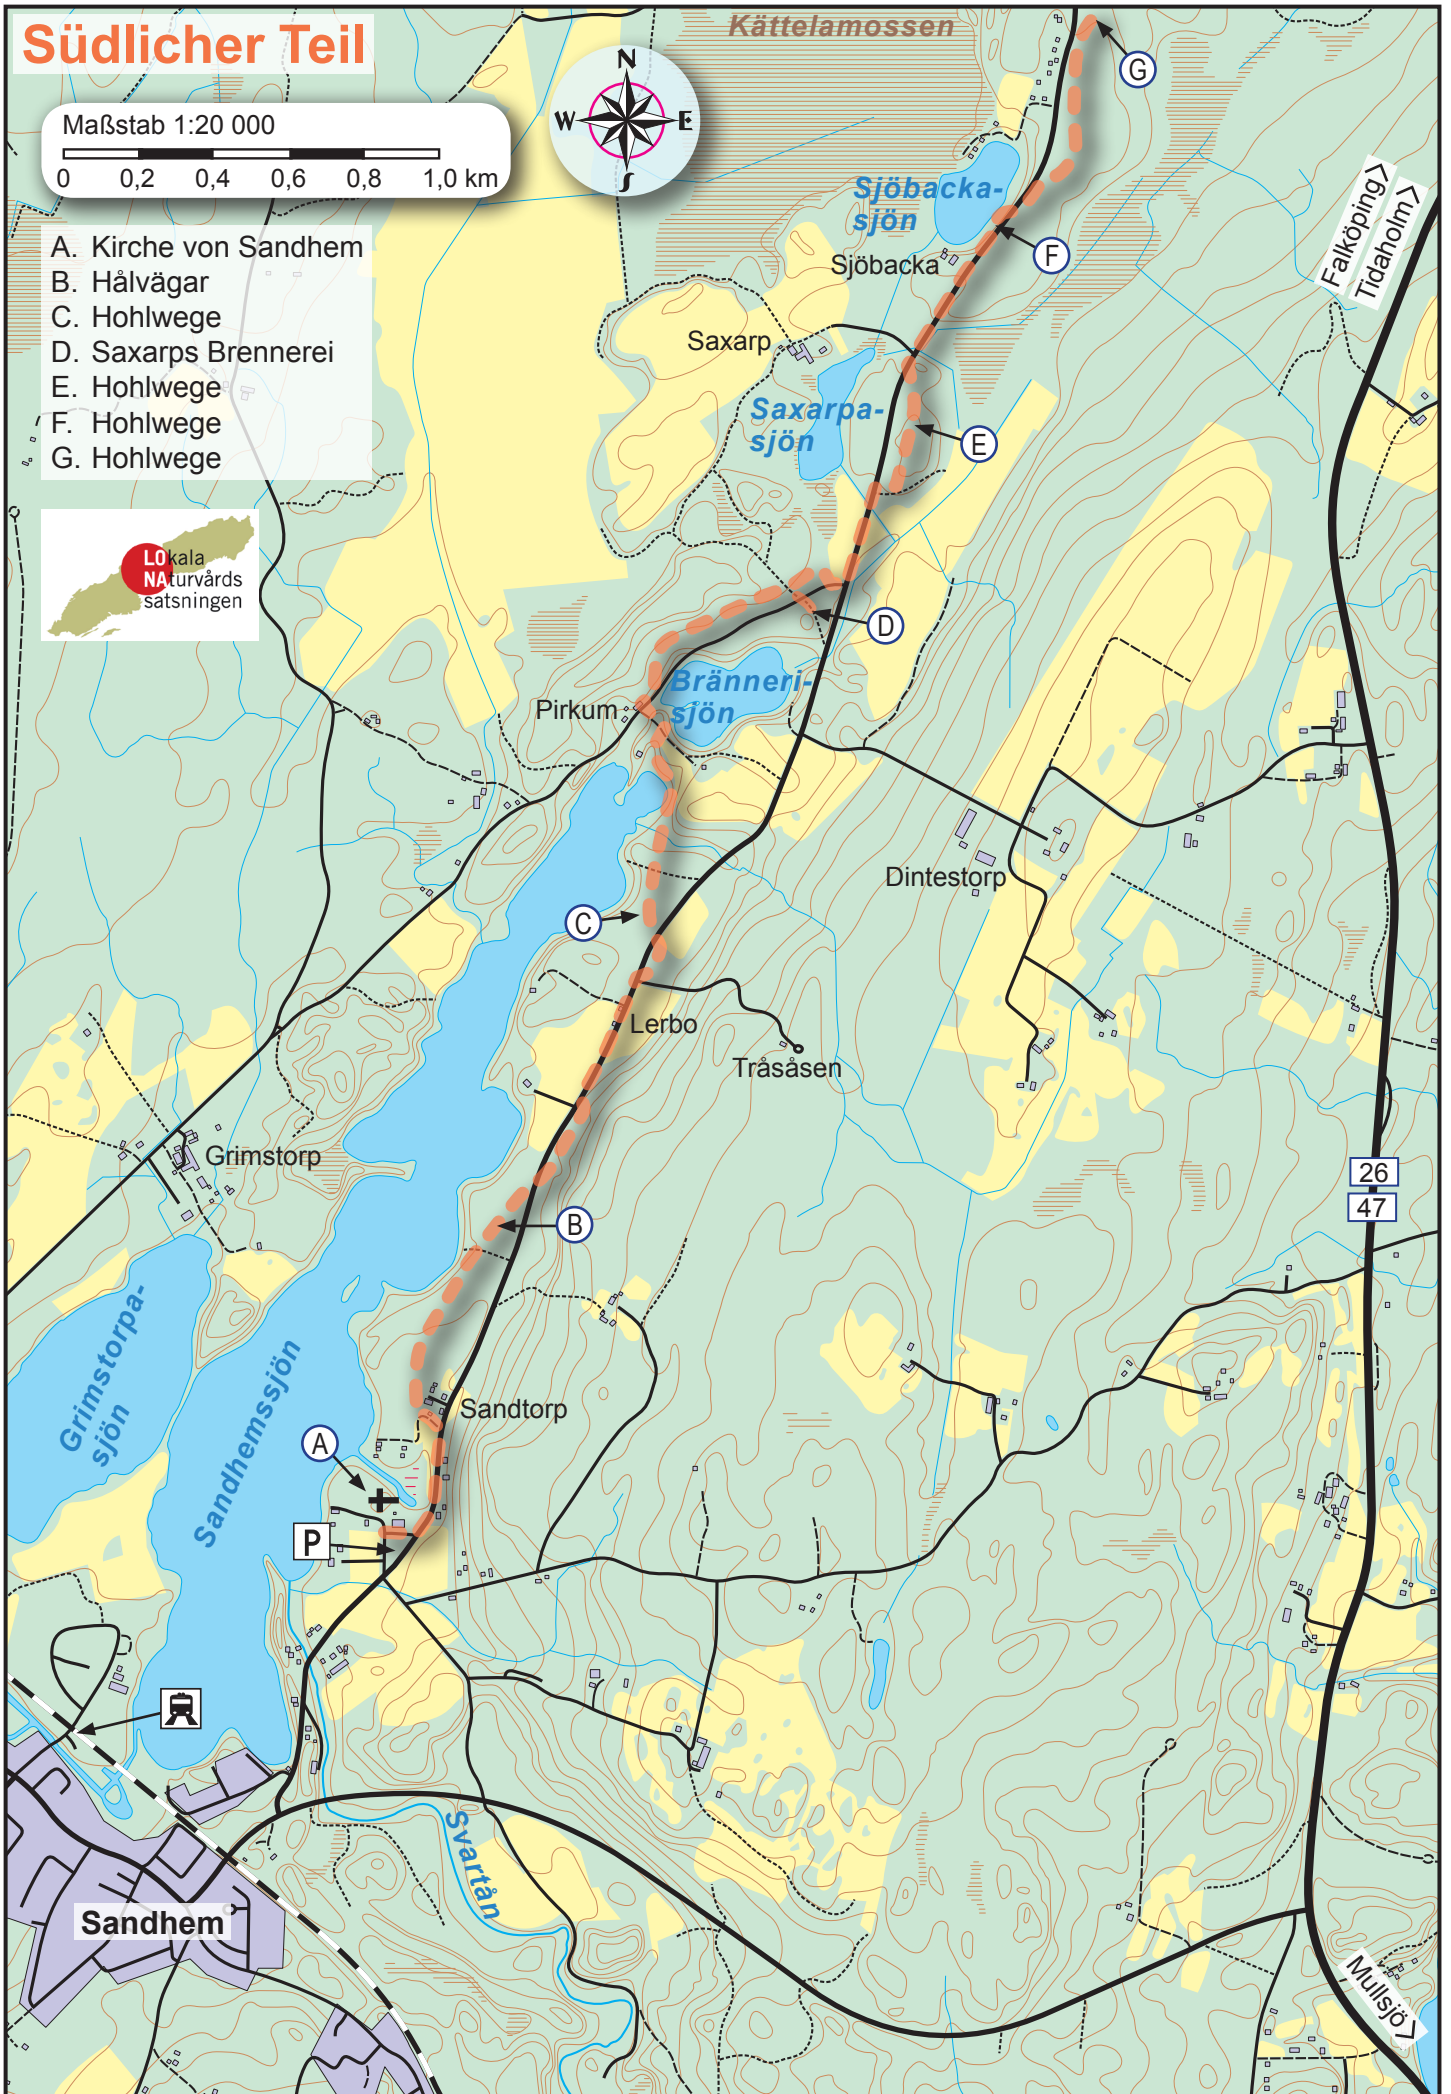 Südlicher Teil
Maßstab 1:20 000
0 0,2 0,4 0,6 0,8 1,0 km
N
W E
S
A. Kirche von Sandhem
B. Hålvägar
C. Hohlwege
D. Saxarps Brennerei
E. Hohlwege
F. Hohlwege
G. Hohlwege
LOkala
NAturvårds
satsningen
Kättelamossen
G
Sjöbacka-
sjön
F
Sjöbacka
Falköping>
Tidaholm>
Saxarp
Saxarpa-
sjön
E
D
Bränneri-
sjön
Pirkum
Dintestorp
C
Lerbo
Tråsåsen
Grimstorp
26
47
B
Grimstorpa-
sjön
Sandhemssjön
Sandtorp
A
P
Svartån
Sandhem
Mullsjö>